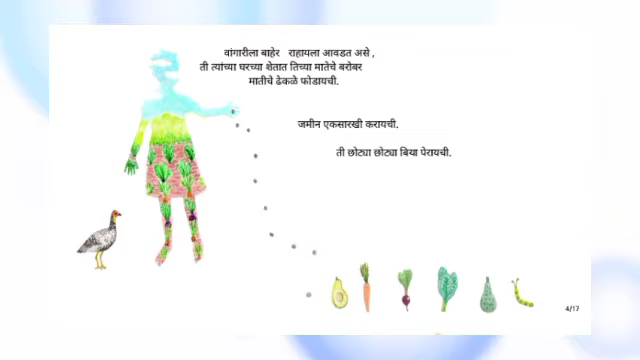 वांगारीला बाहेर राहायला आवडत असे ,
ती त्यांच्या घरच्या शेतात तिच्या मातेचे बरोबर
मातीचे ढेकळे फोडायची.
जमीन एकसारखी करायची.
ती छोट्या छोट्या बिया पेरायची.
4/17